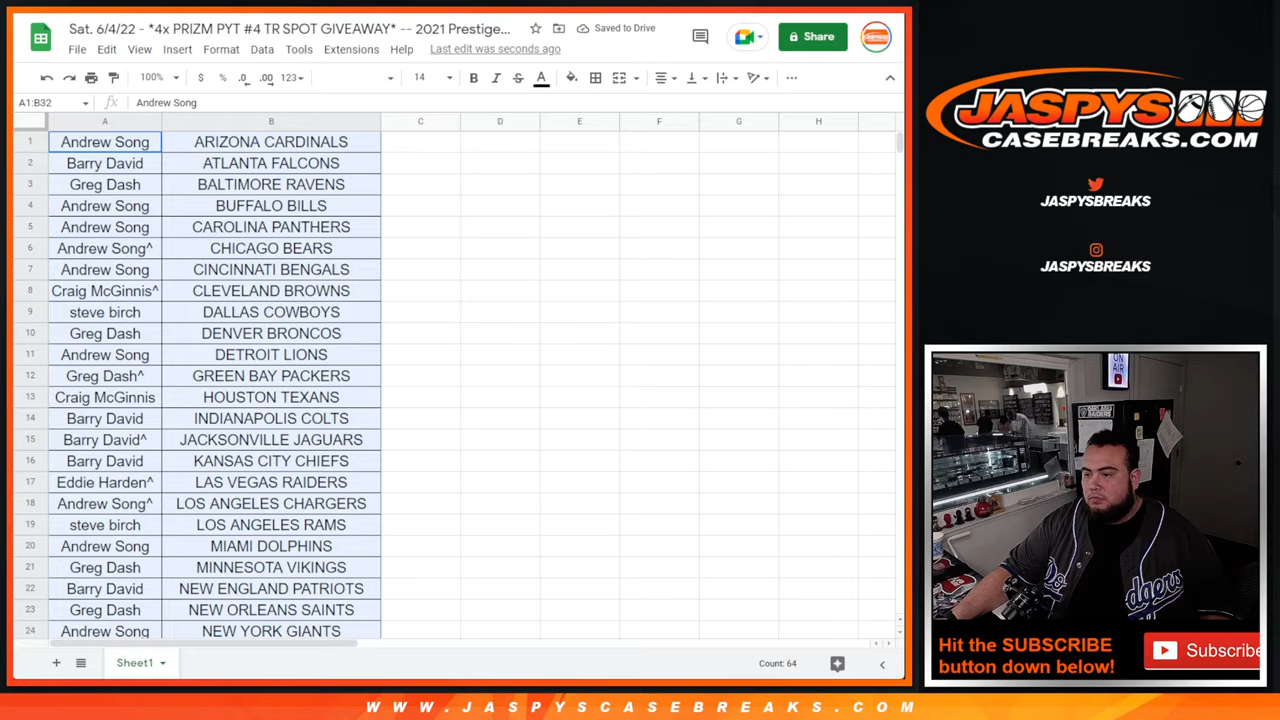 Sat. 6/4/22 - *4x PRIZM PYT #4 TR SPOT GIVEAWAY* -- 2021 Prestige...
Saved to Drive
Share
File Edit View Insert Format Data Tools Extensions Help Last edit was seconds ago
100% $ % .0 .00 123 14 B I S A
A1:B32 fx Andrew Song
A B C D E F G H
1 Andrew Song ARIZONA CARDINALS
2 Barry David ATLANTA FALCONS
3 Greg Dash BALTIMORE RAVENS
4 Andrew Song BUFFALO BILLS
5 Andrew Song CAROLINA PANTHERS
6 Andrew Song^ CHICAGO BEARS
7 Andrew Song CINCINNATI BENGALS
8 Craig McGinnis^ CLEVELAND BROWNS
9 steve birch DALLAS COWBOYS
10 Greg Dash DENVER BRONCOS
11 Andrew Song DETROIT LIONS
12 Greg Dash^ GREEN BAY PACKERS
13 Craig McGinnis HOUSTON TEXANS
14 Barry David INDIANAPOLIS COLTS
15 Barry David^ JACKSONVILLE JAGUARS
16 Barry David KANSAS CITY CHIEFS
17 Eddie Harden^ LAS VEGAS RAIDERS
18 Andrew Song^ LOS ANGELES CHARGERS
19 steve birch LOS ANGELES RAMS
20 Andrew Song MIAMI DOLPHINS
21 Greg Dash MINNESOTA VIKINGS
22 Barry David NEW ENGLAND PATRIOTS
23 Greg Dash NEW ORLEANS SAINTS
24 Andrew Song NEW YORK GIANTS
Sheet1
Count: 64
JASPYS
CASEBREAKS.COM
JASPYSBREAKS
JASPYSBREAKS
ON
AIR
Hit the SUBSCRIBE
button down below!
Subscribe
WWW.JASPYSCASEBREAKS.COM